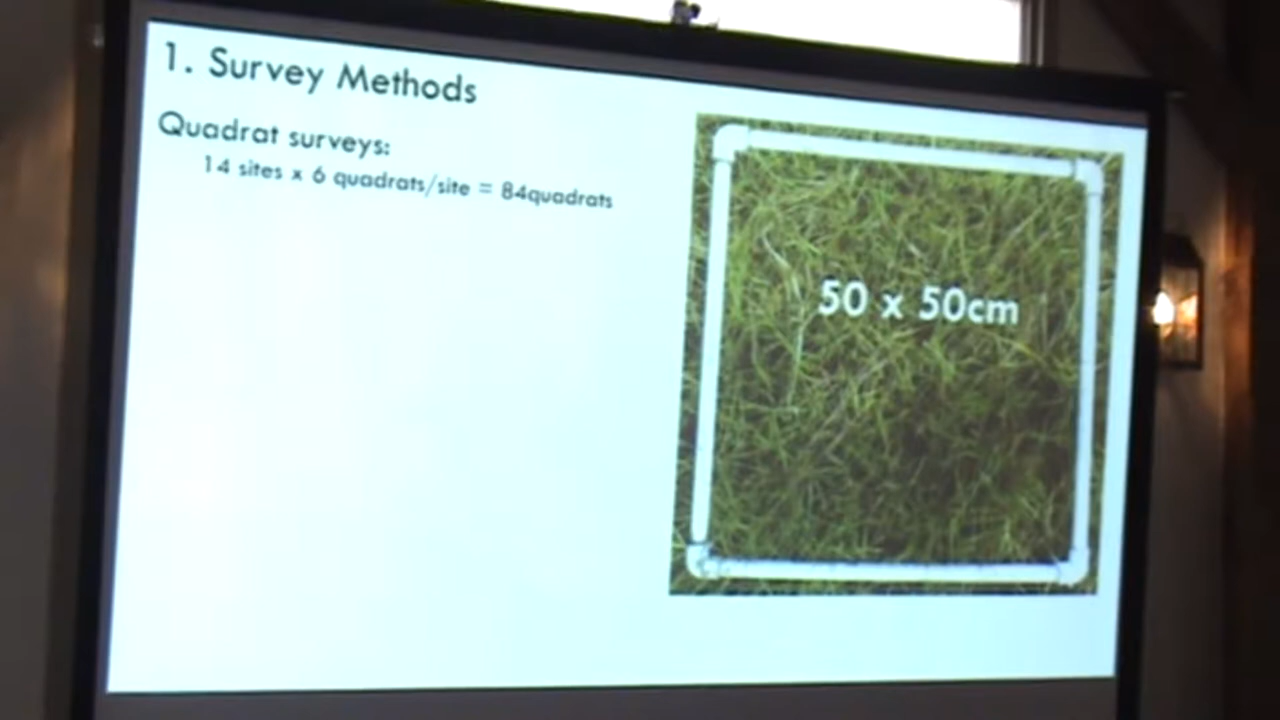 1. Survey Methods
Quadrat surveys:
14 sites x 6 quadrats/site = 84quadrats
50 x 50cm